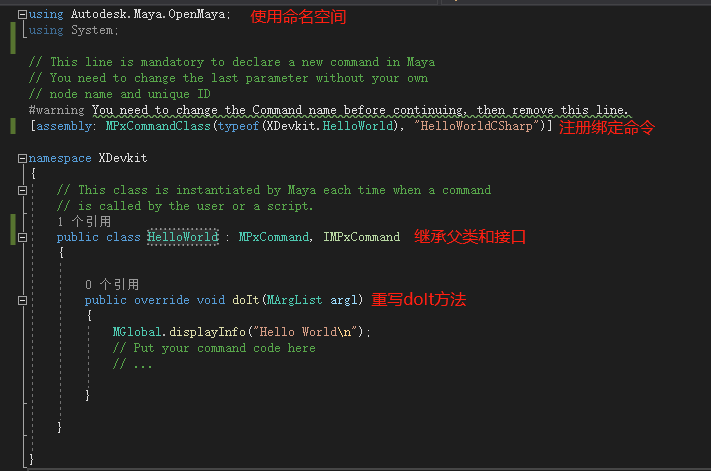 using Autodesk.Maya.OpenMaya; 使用命名空间
using System;
// This line is mandatory to declare a new command in Maya
// You need to change the last parameter without your own
// node name and unique ID
#warning You need to change the Command name before continuing, then remove this line.
[assembly: MPxCommandClass(typeof(XDevkit.HelloWorld), "HelloWorldCSharp")] 注册绑定命令
namespace XDevkit
{
// This class is instantiated by Maya each time when a command
// is called by the user or a script.
1 个引用
public class HelloWorld : MPxCommand, IMPxCommand 继承父类和接口
{
0 个引用
public override void doIt(MArgList argl) 重写doIt方法
{
MGlobal.displayInfo("Hello World\n");
// Put your command code here
// ...
}
}
}